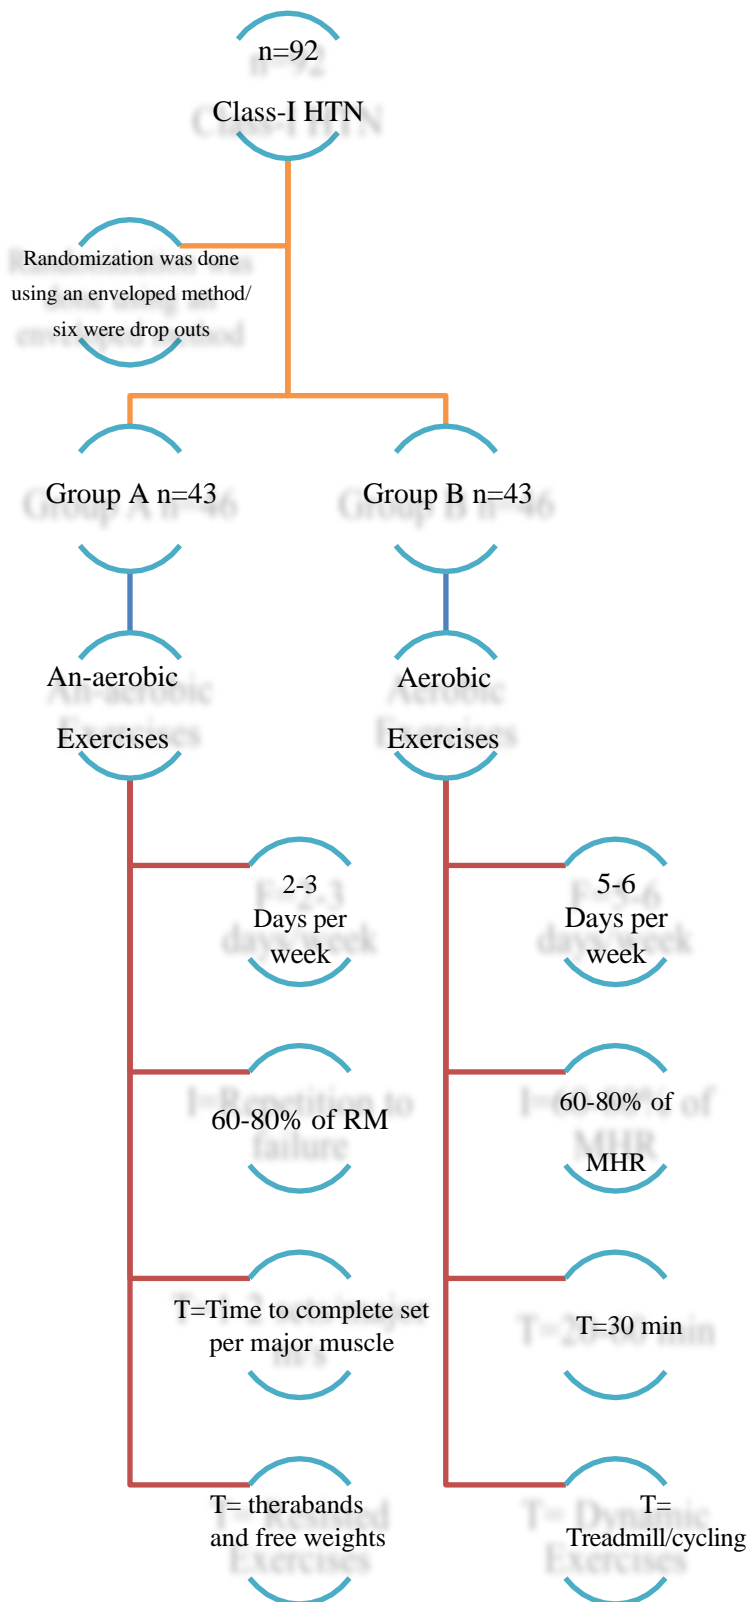 n=92
Class-I HTN
Randomization was done
using an enveloped method/
six were drop outs
Group A n=43
Group B n=43
An-aerobic
Exercises
Aerobic
Exercises
2-3
Days per
week
5-6
Days per
week
60-80% of RM
60-80% of
MHR
T=Time to complete set
per major muscle
T=30 min
T= therabands
and free weights
T=
Treadmill/cycling